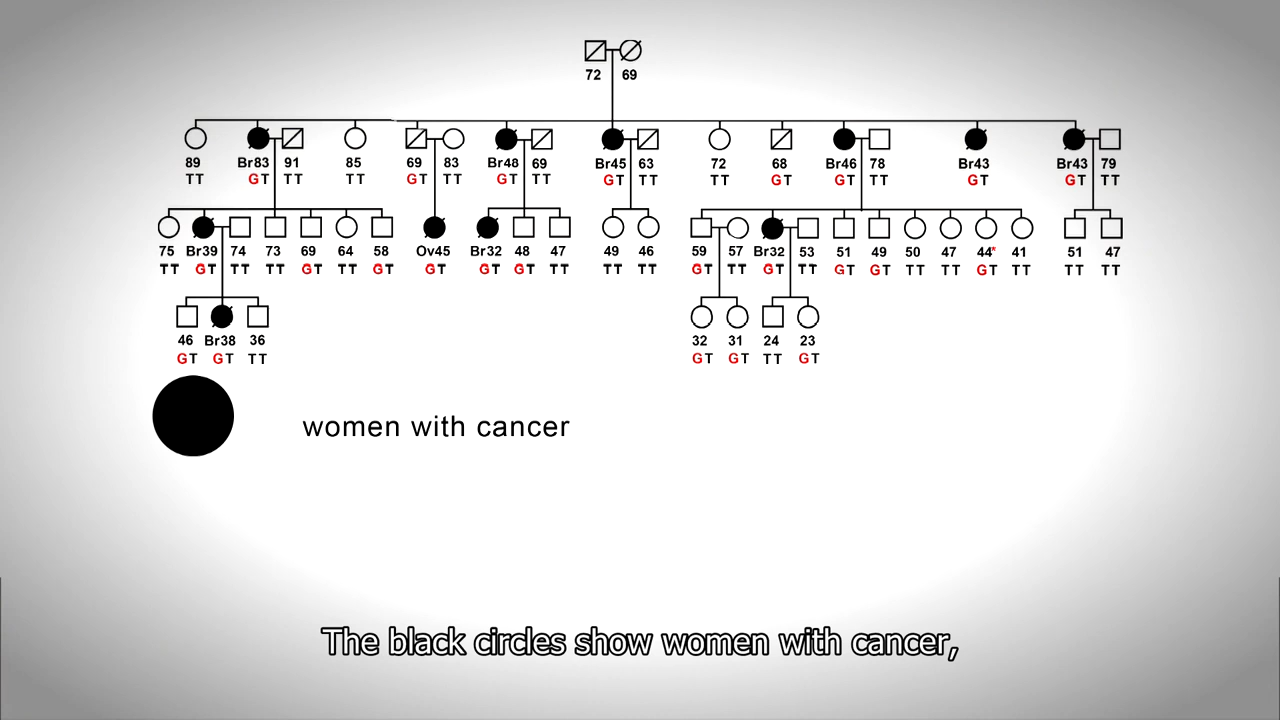 72 69
89 Br83 91 85 69 83 Br48 69 Br45 63 72 68 Br46 78 Br43 Br43 79
TT GT TT TT GT TT GT TT GT TT TT GT GT TT GT GT TT
75 Br39 74 73 69 64 58 Ov45 Br32 48 47 49 46 59 57 Br32 53 51 49 50 47 44* 41 51 47
TT GT TT TT GT TT GT GT GT GT TT TT TT GT TT GT TT GT GT TT TT GT TT TT TT
46 Br38 36 32 31 24 23
GT GT TT GT GT TT GT
women with cancer
The black circles show women with cancer,